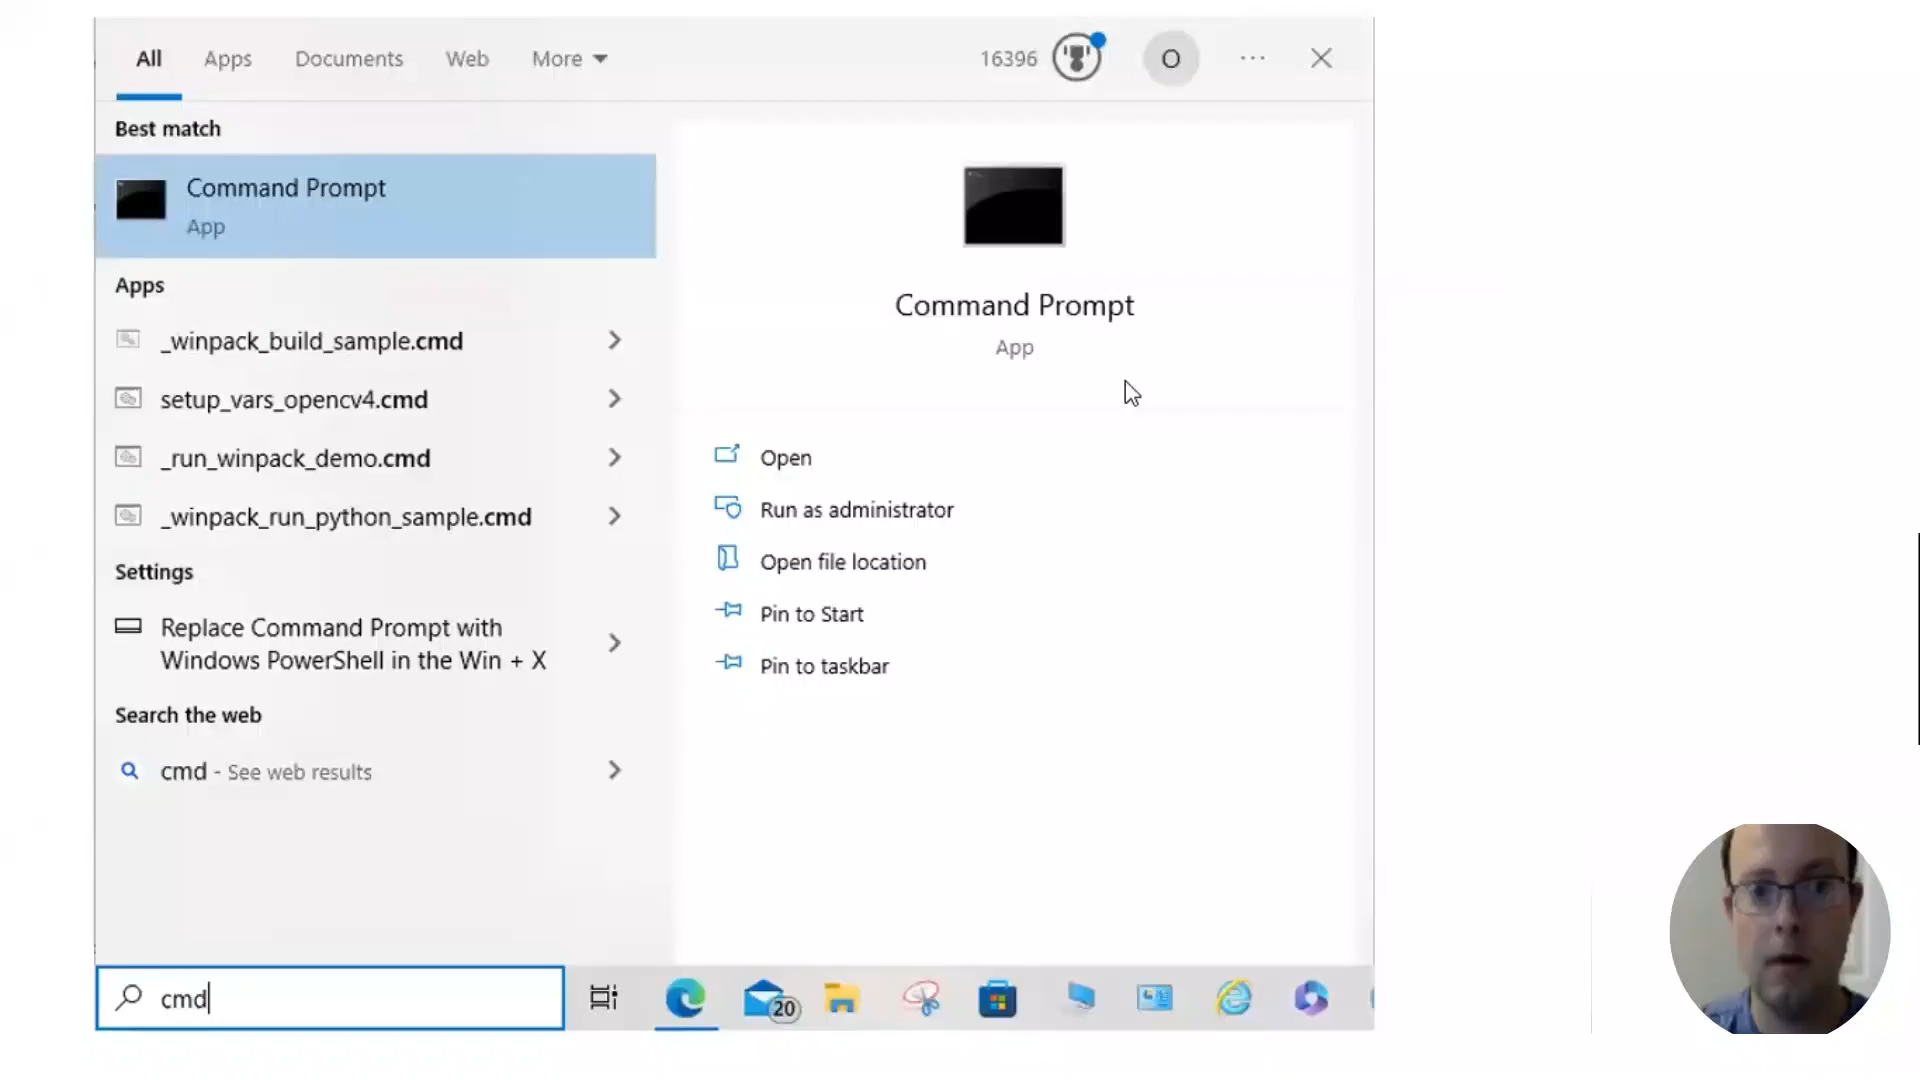 All Apps Documents Web More 16396 O ...
Best match
Command Prompt
App
Apps
_winpack_build_sample.cmd
setup_vars_opencv4.cmd
_run_winpack_demo.cmd
_winpack_run_python_sample.cmd
Settings
Replace Command Prompt with
Windows PowerShell in the Win + X
Search the web
cmd - See web results
Command Prompt
App
Open
Run as administrator
Open file location
Pin to Start
Pin to taskbar
cmd
20